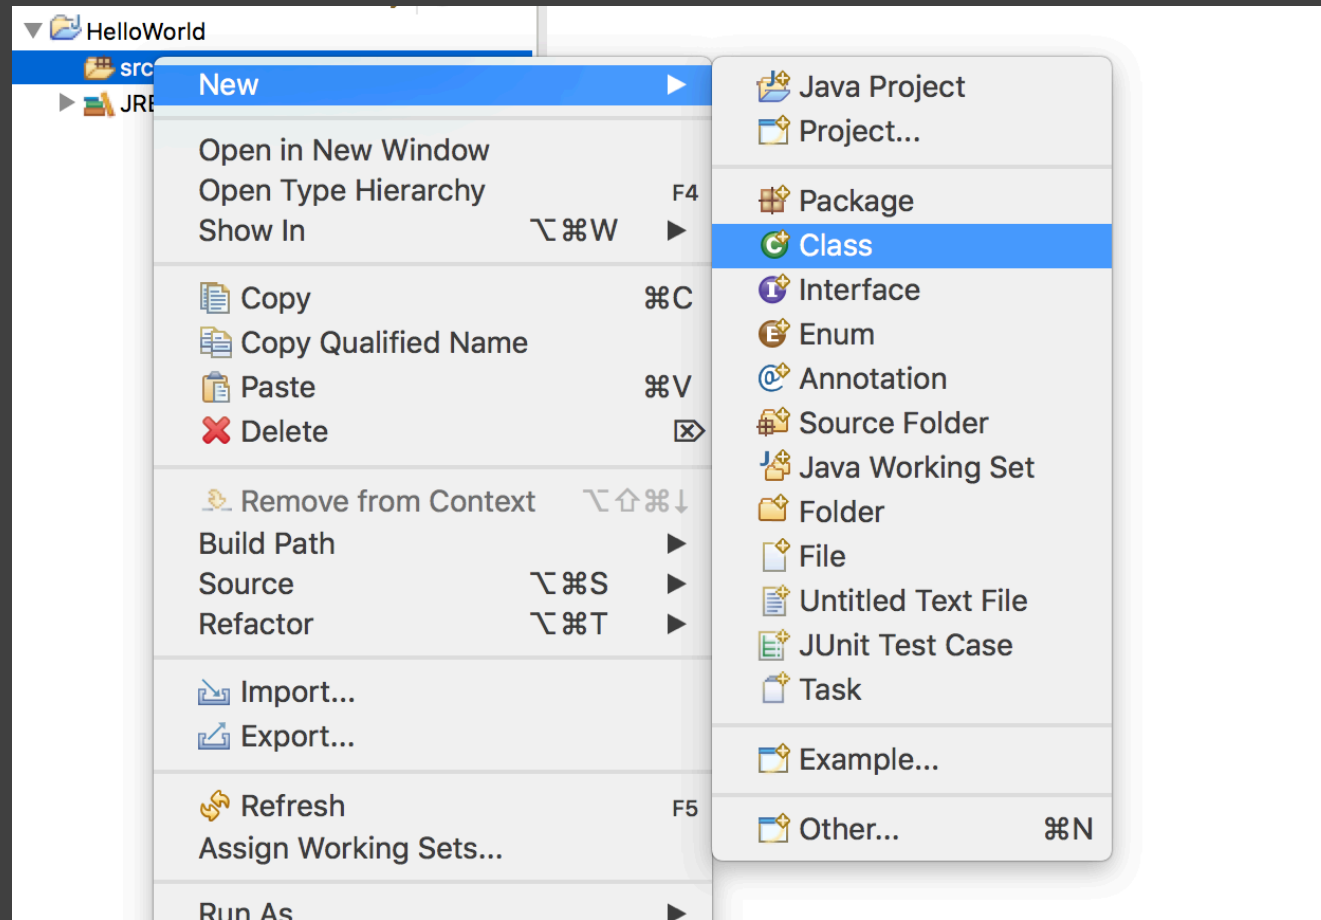 HelloWorld
src
New
Open in New Window
Open Type Hierarchy F4
Show In ⌥⌘W
Copy ⌘C
Copy Qualified Name
Paste ⌘V
Delete ⌦
Remove from Context ⌥⇧⌘↓
Build Path
Source ⌥⌘S
Refactor ⌥⌘T
Import...
Export...
Refresh F5
Assign Working Sets...
Run As
Java Project
Project...
Package
Class
Interface
Enum
Annotation
Source Folder
Java Working Set
Folder
File
Untitled Text File
JUnit Test Case
Task
Example...
Other... ⌘N